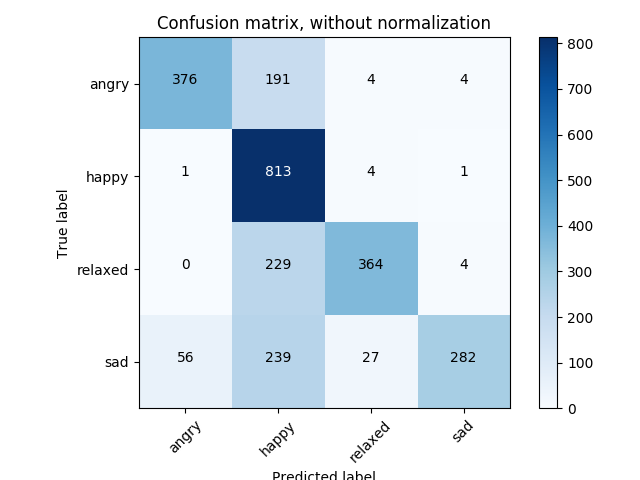 Confusion matrix, without normalization
True label
angry 376 191 4 4
happy 1 813 4 1
relaxed 0 229 364 4
sad 56 239 27 282
angry happy relaxed sad
Predicted label
800
700
600
500
400
300
200
100
0